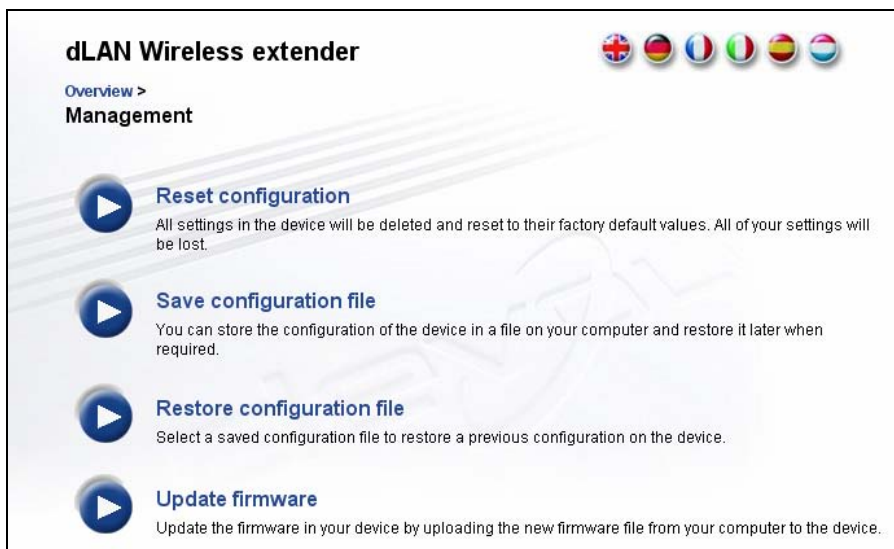 dLAN Wireless extender
Overview >
Management
Reset configuration
All settings in the device will be deleted and reset to their factory default values. All of your settings will
be lost.
Save configuration file
You can store the configuration of the device in a file on your computer and restore it later when
required.
Restore configuration file
Select a saved configuration file to restore a previous configuration on the device.
Update firmware
Update the firmware in your device by uploading the new firmware file from your computer to the device.